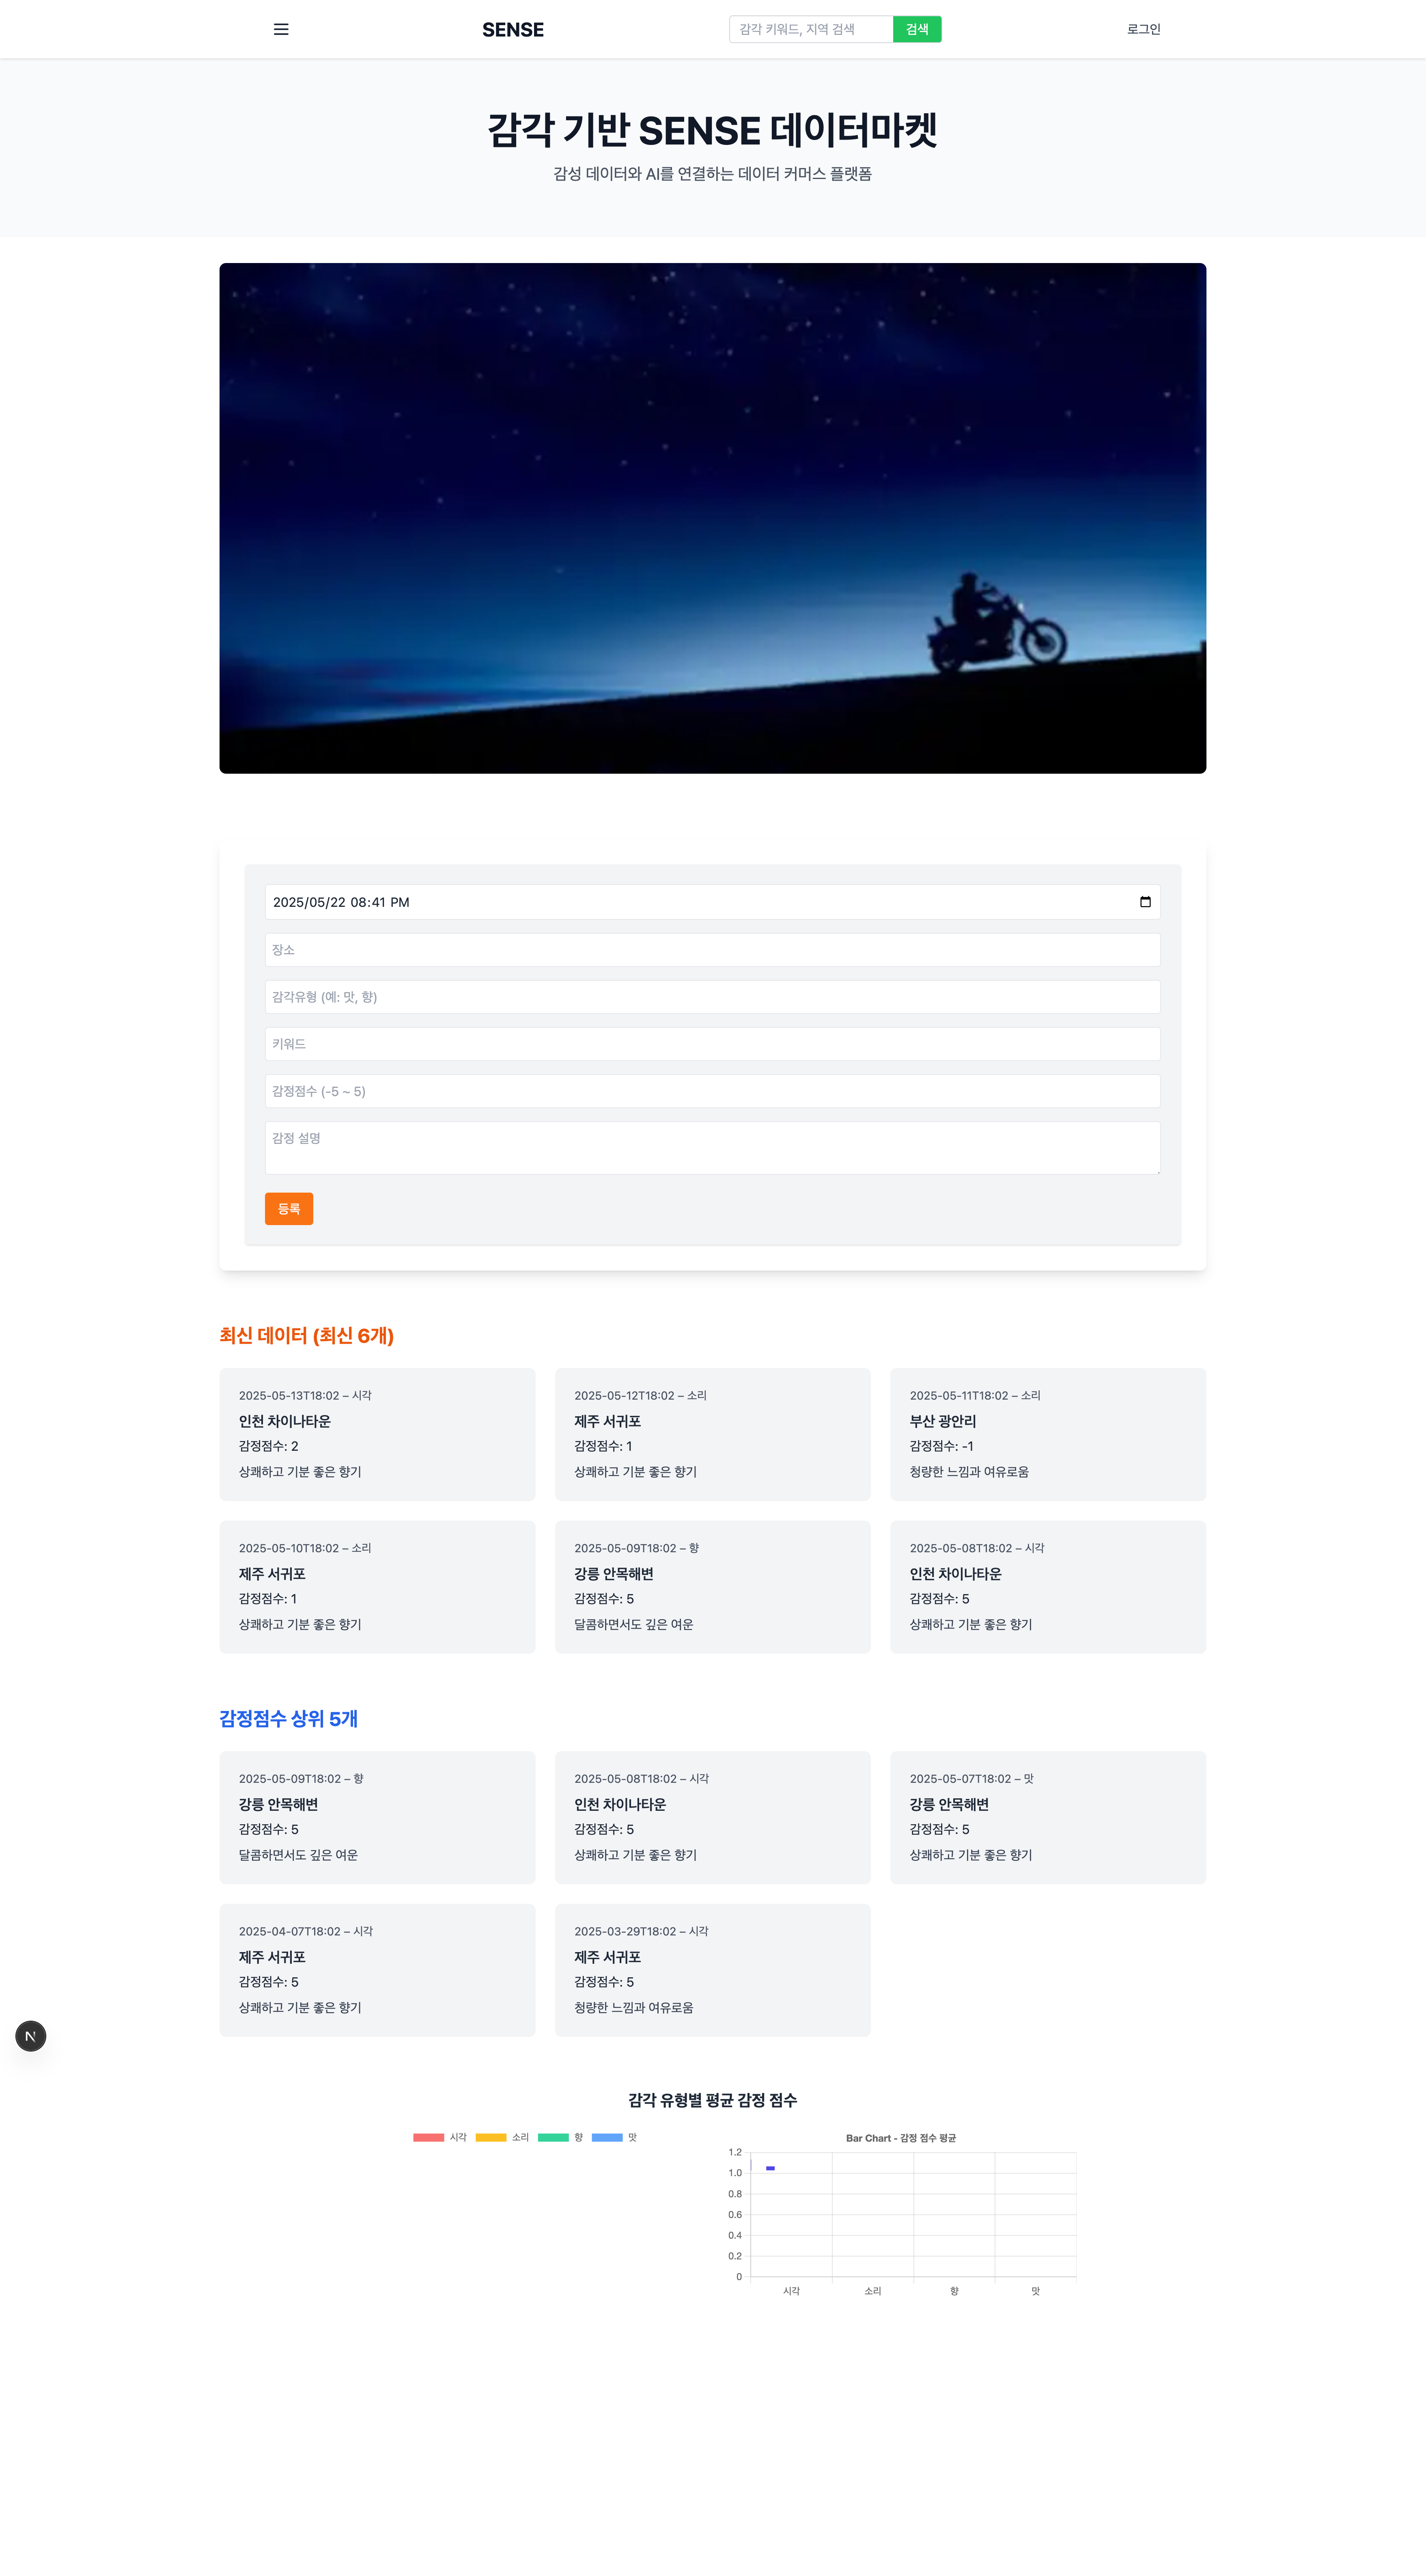 SENSE
감각 키워드, 지역 검색
검색
로그인
감각 기반 SENSE 데이터마켓
감성 데이터와 AI를 연결하는 데이터 커머스 플랫폼
2025/05/22 08:41 PM
장소
감각유형 (예: 맛, 향)
키워드
감정점수 (-5 ~ 5)
감정 설명
등록
최신 데이터 (최신 6개)
2025-05-13T18:02 – 시각
인천 차이나타운
감정점수: 2
상쾌하고 기분 좋은 향기
2025-05-12T18:02 – 소리
제주 서귀포
감정점수: 1
상쾌하고 기분 좋은 향기
2025-05-11T18:02 – 소리
부산 광안리
감정점수: -1
청량한 느낌과 여유로움
2025-05-10T18:02 – 소리
제주 서귀포
감정점수: 1
상쾌하고 기분 좋은 향기
2025-05-09T18:02 – 향
강릉 안목해변
감정점수: 5
달콤하면서도 깊은 여운
2025-05-08T18:02 – 시각
인천 차이나타운
감정점수: 5
상쾌하고 기분 좋은 향기
감정점수 상위 5개
2025-05-09T18:02 – 향
강릉 안목해변
감정점수: 5
달콤하면서도 깊은 여운
2025-05-08T18:02 – 시각
인천 차이나타운
감정점수: 5
상쾌하고 기분 좋은 향기
2025-05-07T18:02 – 맛
강릉 안목해변
감정점수: 5
상쾌하고 기분 좋은 향기
2025-04-07T18:02 – 시각
제주 서귀포
감정점수: 5
상쾌하고 기분 좋은 향기
2025-03-29T18:02 – 시각
제주 서귀포
감정점수: 5
청량한 느낌과 여유로움
N
감각 유형별 평균 감정 점수
시각 소리 향 맛
Bar Chart - 감정 점수 평균
1.2
1.0
0.8
0.6
0.4
0.2
0
시각 소리 향 맛